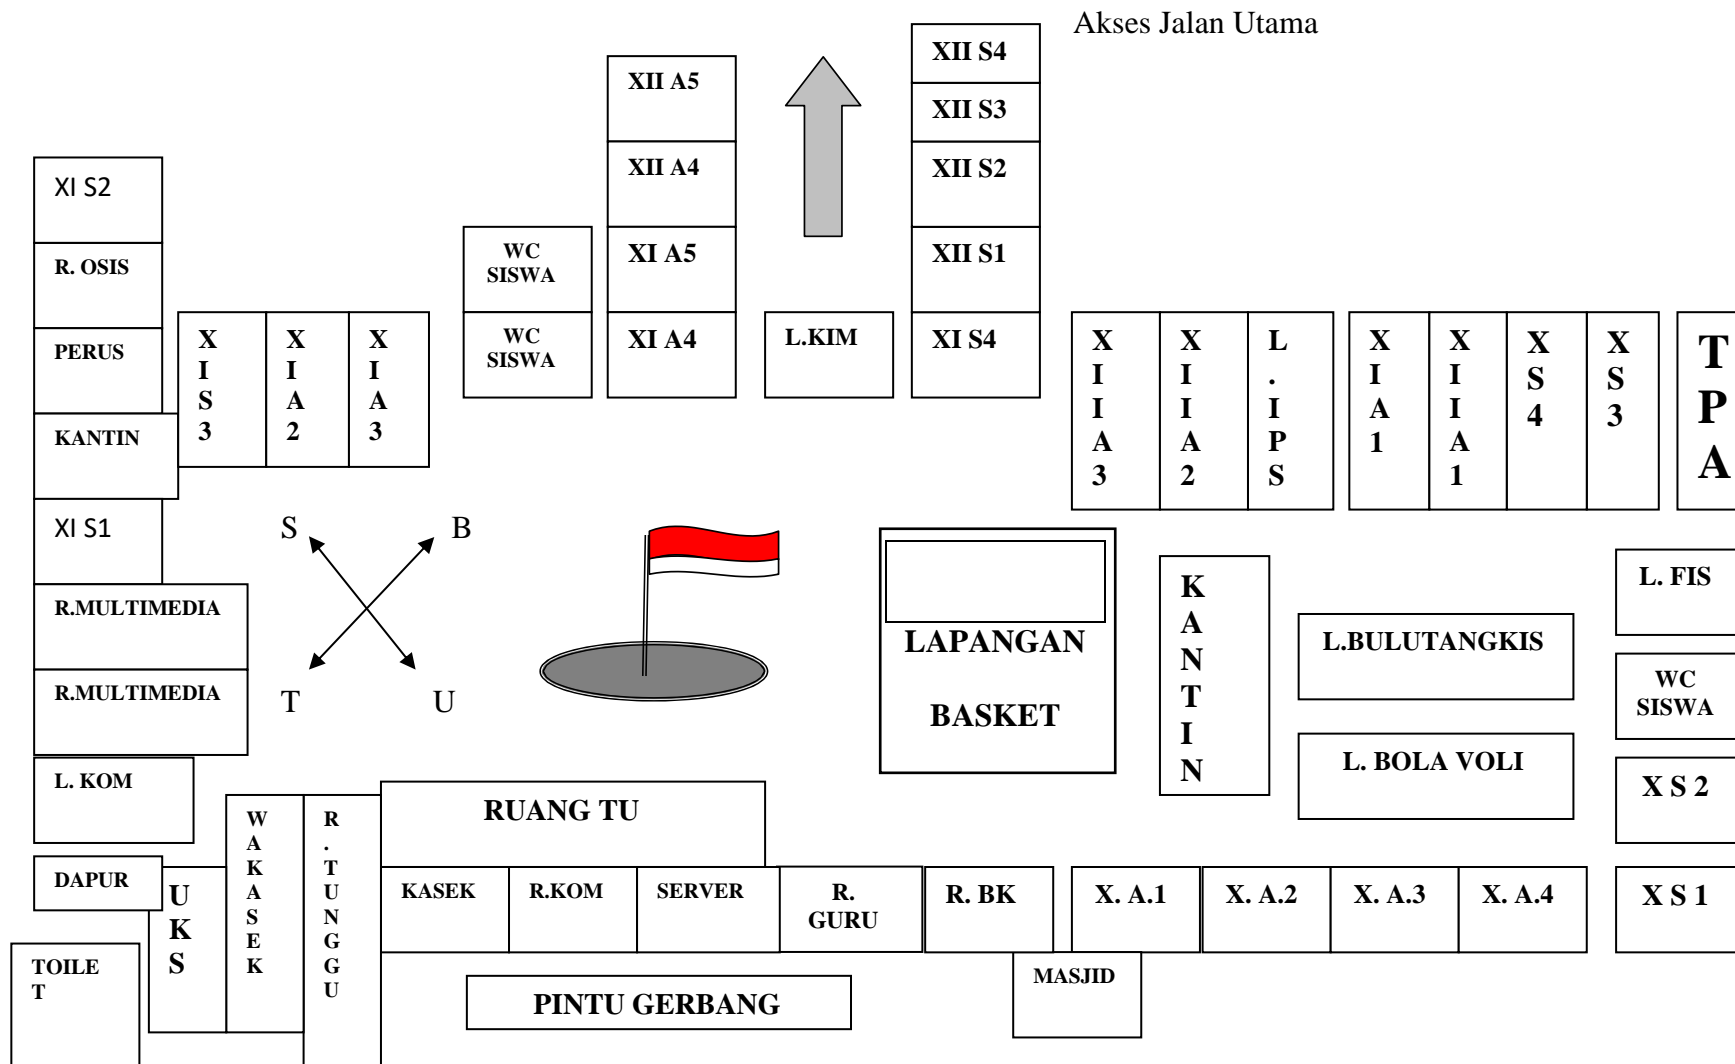 Akses Jalan Utama
XII S4
XII A5
XII S3
XII A4
XII S2
XI S2
WC
SISWA
XI A5
XII S1
R. OSIS
WC
SISWA
XI A4
L.KIM
XI S4
PERUS
X
I
S
3
X
I
A
2
X
I
A
3
X
I
I
A
3
X
I
I
A
2
L
.
I
P
S
X
I
A
1
X
I
I
A
1
X
S
4
X
S
3
T
P
A
KANTIN
XI S1
S
B
T
U
R.MULTIMEDIA
R.MULTIMEDIA
LAPANGAN
BASKET
K
A
N
T
I
N
L.BULUTANGKIS
L. BOLA VOLI
L. FIS
WC
SISWA
X S 2
L. KOM
W
A
K
A
S
E
K
R
.
T
U
N
G
G
U
RUANG TU
DAPUR
U
K
S
KASEK
R.KOM
SERVER
R.
GURU
R. BK
X. A.1
X. A.2
X. A.3
X. A.4
X S 1
TOILE
T
PINTU GERBANG
MASJID